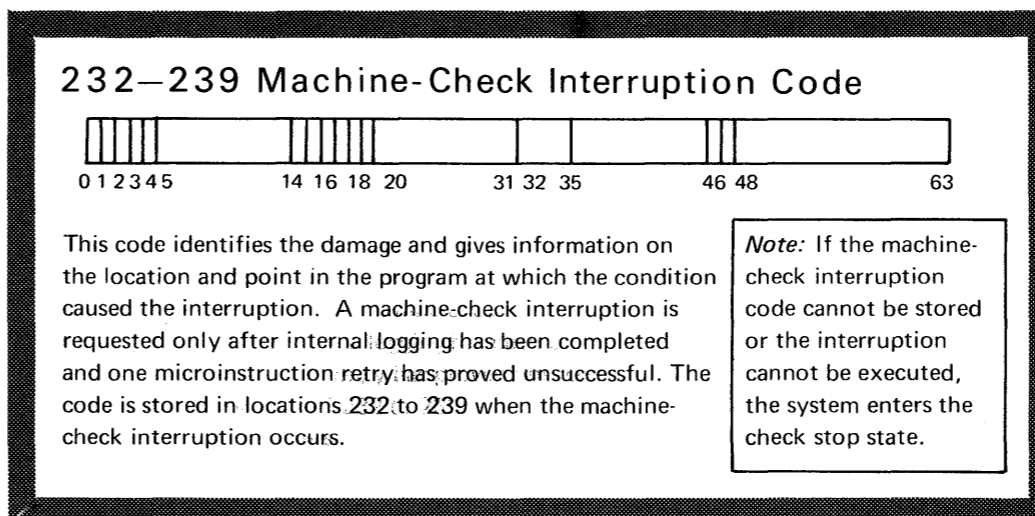 232–239 Machine-Check Interruption Code
0 1 2 3 4 5 14 16 18 20 31 32 35 46 48 63
This code identifies the damage and gives information on
the location and point in the program at which the condition
caused the interruption. A machine-check interruption is
requested only after internal logging has been completed
and one microinstruction retry has proved unsuccessful. The
code is stored in locations 232 to 239 when the machine-
check interruption occurs.
Note: If the machine-
check interruption
code cannot be stored
or the interruption
cannot be executed,
the system enters the
check stop state.